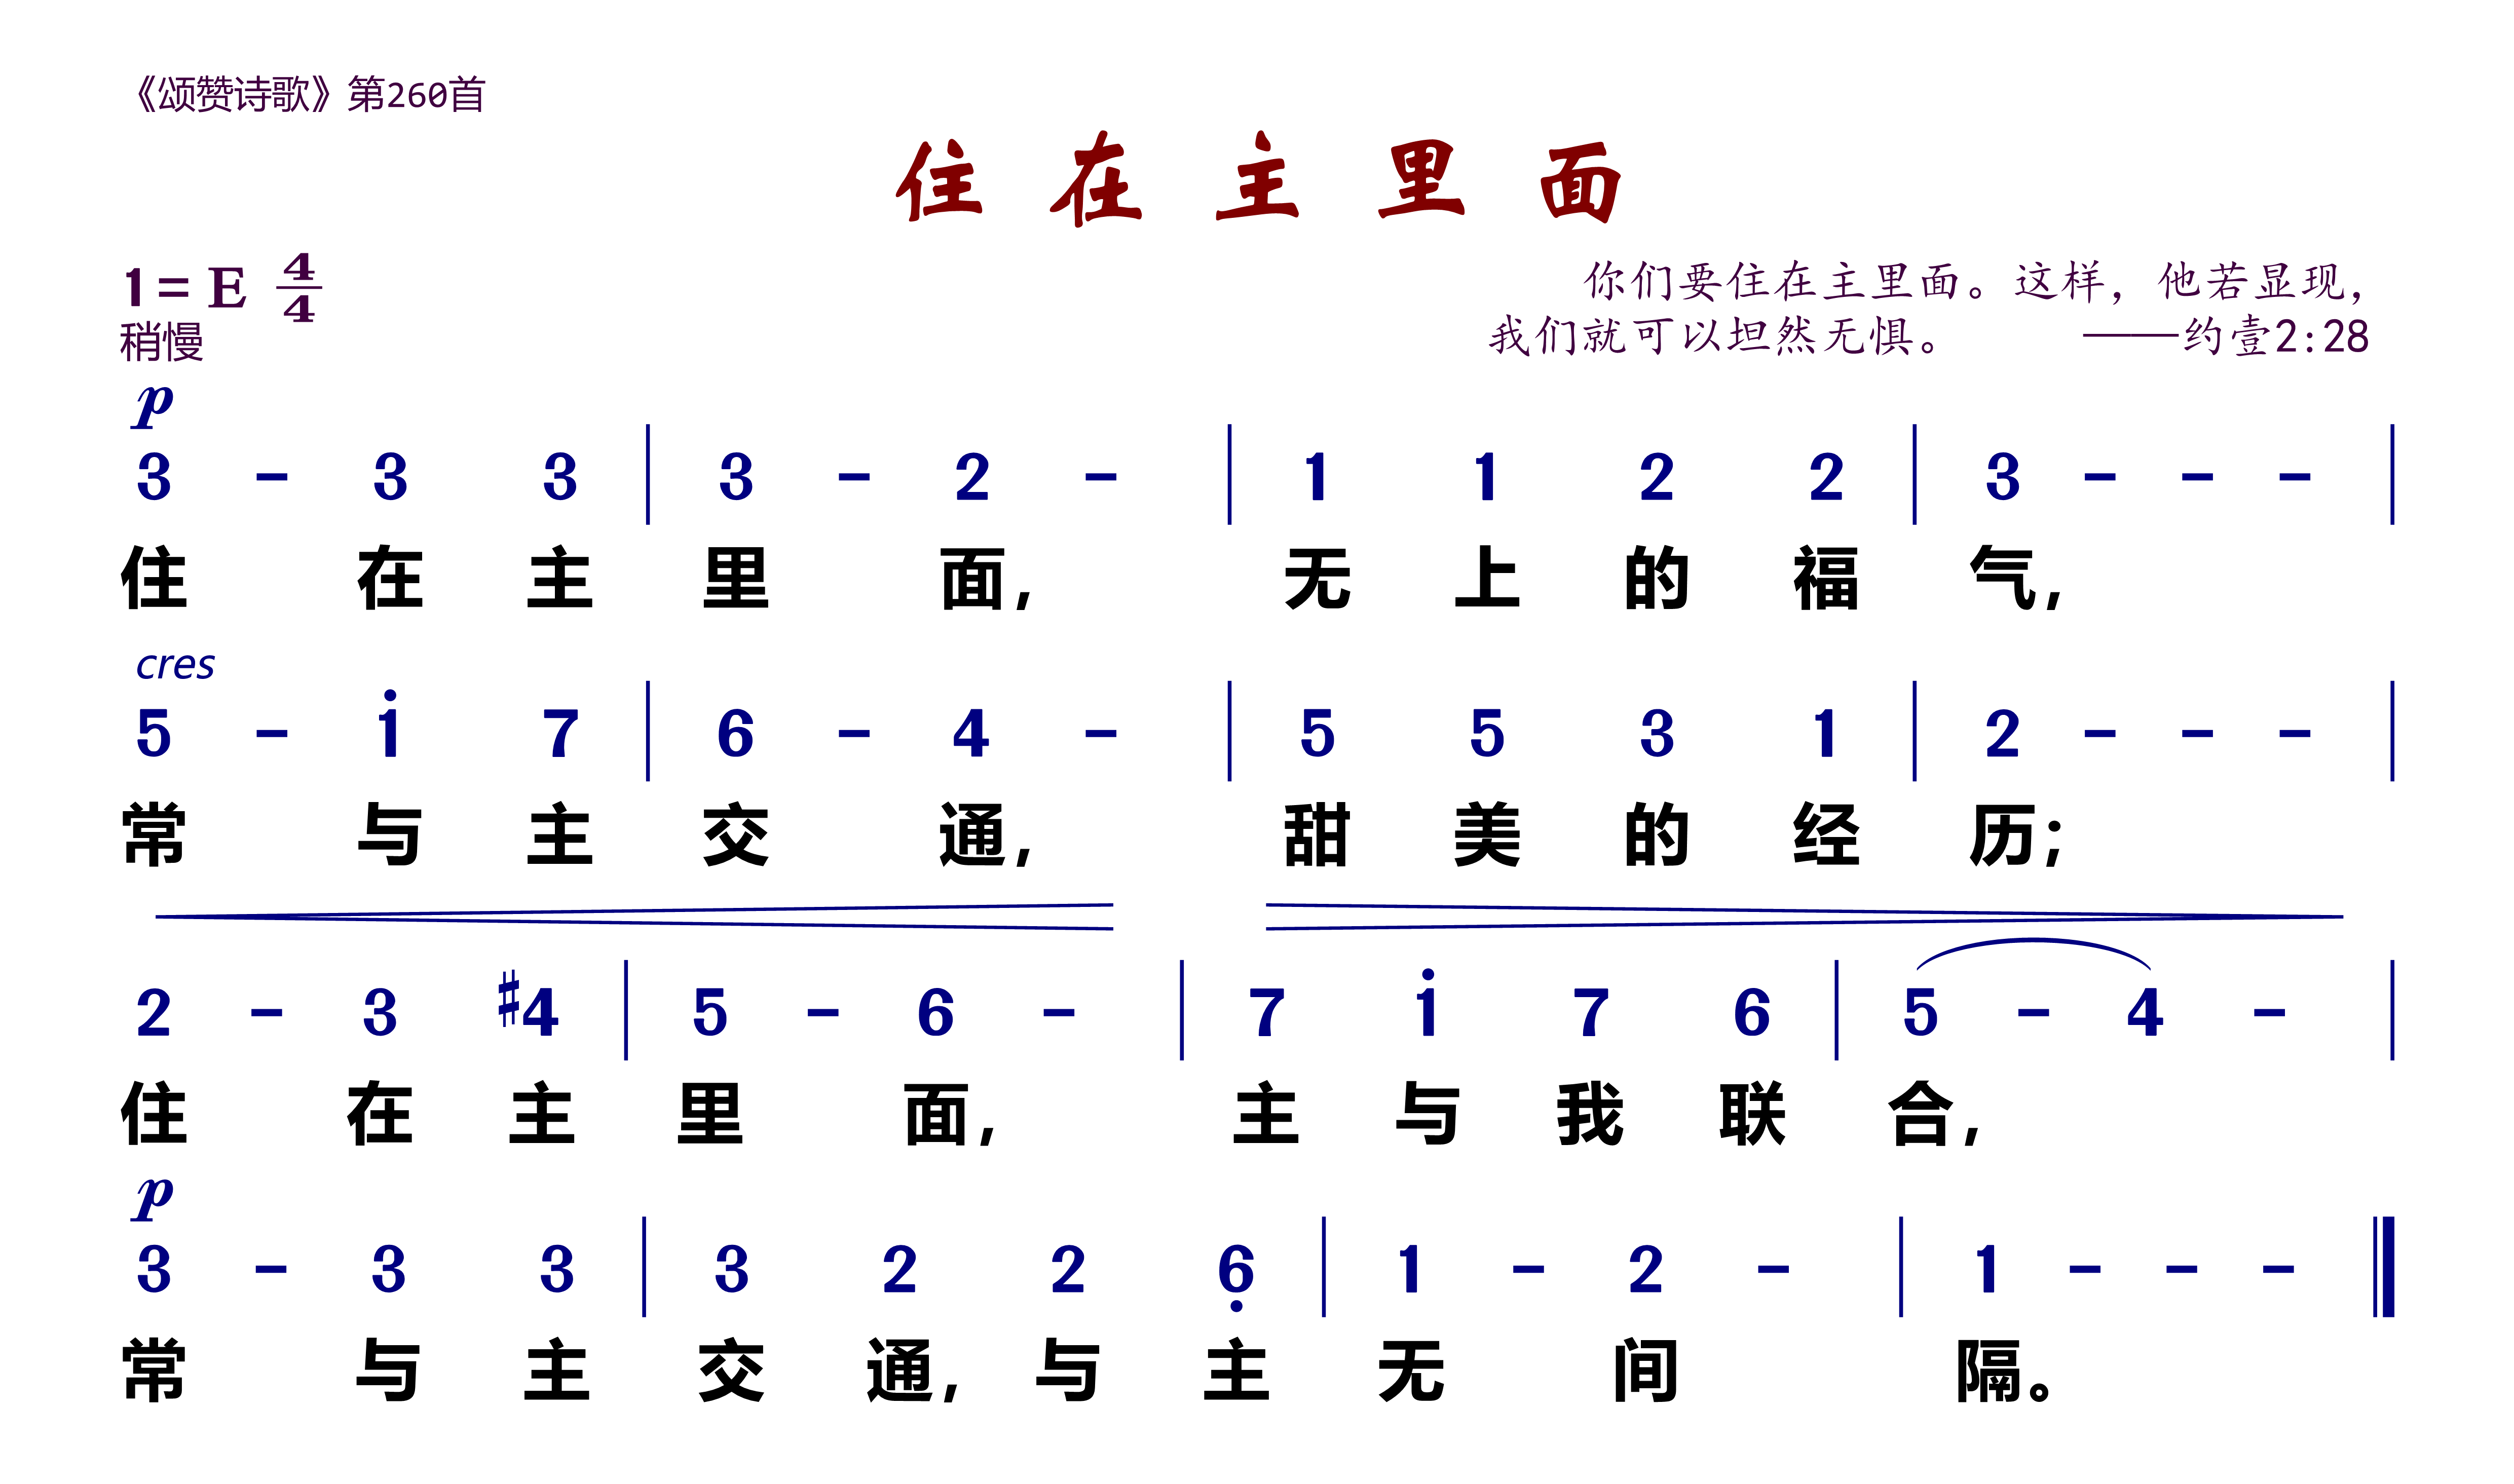 《颂赞诗歌》第260首
住在主里面
1=E 4/4
你们要住在主里面。这样，他若显现，
稍慢
我们就可以坦然无惧。 ——约壹2:28
p
3 - 3 3 | 3 - 2 - | 1 1 2 2 | 3 - - - |
住在主里面，无上的福气，
cres
5 - i 7 | 6 - 4 - | 5 5 3 1 | 2 - - - |
常与主交通，甜美的经历；
2 - 3 #4 | 5 - 6 - | 7 i 7 6 | 5 - 4 - |
住在主里面，主与我联合，
p
3 - 3 3 | 3 2 2 6̣ | 1 - 2 - | 1 - - - ‖
常与主交通，与主无间隔。